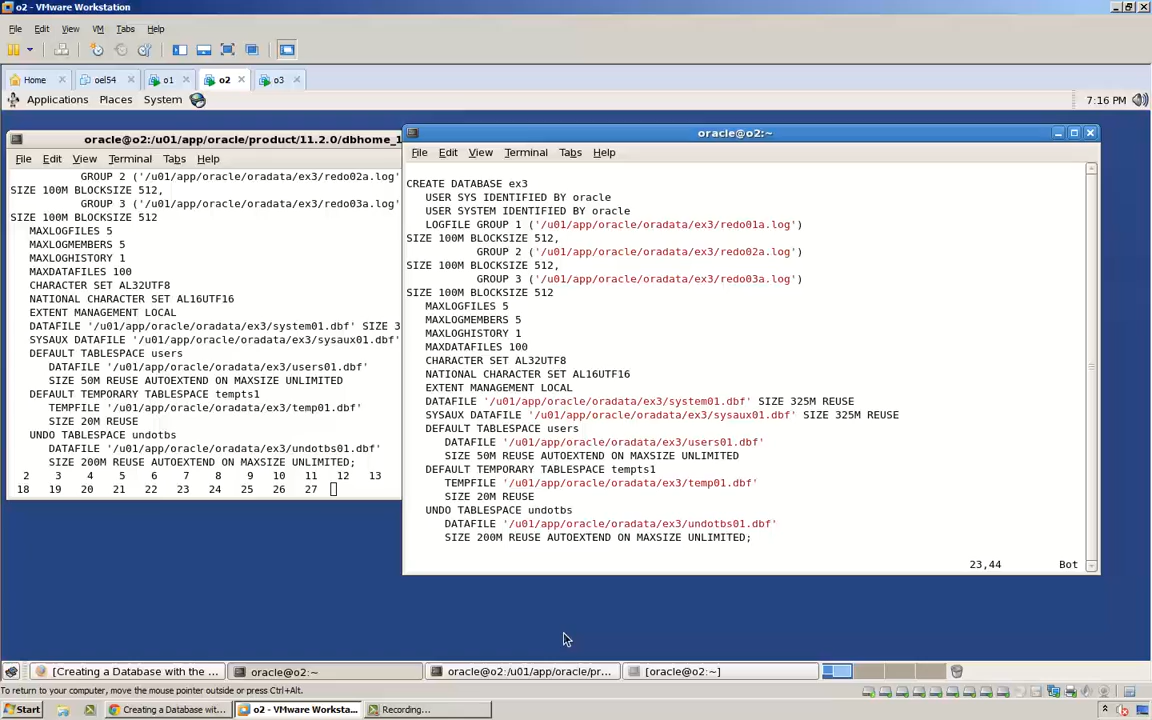 o2 - VMware Workstation
File Edit View VM Tabs Help
Home oel54 o1 o2 o3
Applications Places System 7:16 PM
oracle@o2:/u01/app/oracle/product/11.2.0/dbhome_1
File Edit View Terminal Tabs Help
GROUP 2 ('/u01/app/oracle/oradata/ex3/redo02a.log'
SIZE 100M BLOCKSIZE 512,
GROUP 3 ('/u01/app/oracle/oradata/ex3/redo03a.log'
SIZE 100M BLOCKSIZE 512
MAXLOGFILES 5
MAXLOGMEMBERS 5
MAXLOGHISTORY 1
MAXDATAFILES 100
CHARACTER SET AL32UTF8
NATIONAL CHARACTER SET AL16UTF16
EXTENT MANAGEMENT LOCAL
DATAFILE '/u01/app/oracle/oradata/ex3/system01.dbf' SIZE 3
SYSAUX DATAFILE '/u01/app/oracle/oradata/ex3/sysaux01.dbf'
DEFAULT TABLESPACE users
DATAFILE '/u01/app/oracle/oradata/ex3/users01.dbf'
SIZE 50M REUSE AUTOEXTEND ON MAXSIZE UNLIMITED
DEFAULT TEMPORARY TABLESPACE tempts1
TEMPFILE '/u01/app/oracle/oradata/ex3/temp01.dbf'
SIZE 20M REUSE
UNDO TABLESPACE undotbs
DATAFILE '/u01/app/oracle/oradata/ex3/undotbs01.dbf'
SIZE 200M REUSE AUTOEXTEND ON MAXSIZE UNLIMITED;
2 3 4 5 6 7 8 9 10 11 12 13
18 19 20 21 22 23 24 25 26 27
oracle@o2:~
File Edit View Terminal Tabs Help
CREATE DATABASE ex3
USER SYS IDENTIFIED BY oracle
USER SYSTEM IDENTIFIED BY oracle
LOGFILE GROUP 1 ('/u01/app/oracle/oradata/ex3/redo01a.log')
SIZE 100M BLOCKSIZE 512,
GROUP 2 ('/u01/app/oracle/oradata/ex3/redo02a.log')
SIZE 100M BLOCKSIZE 512,
GROUP 3 ('/u01/app/oracle/oradata/ex3/redo03a.log')
SIZE 100M BLOCKSIZE 512
MAXLOGFILES 5
MAXLOGMEMBERS 5
MAXLOGHISTORY 1
MAXDATAFILES 100
CHARACTER SET AL32UTF8
NATIONAL CHARACTER SET AL16UTF16
EXTENT MANAGEMENT LOCAL
DATAFILE '/u01/app/oracle/oradata/ex3/system01.dbf' SIZE 325M REUSE
SYSAUX DATAFILE '/u01/app/oracle/oradata/ex3/sysaux01.dbf' SIZE 325M REUSE
DEFAULT TABLESPACE users
DATAFILE '/u01/app/oracle/oradata/ex3/users01.dbf'
SIZE 50M REUSE AUTOEXTEND ON MAXSIZE UNLIMITED
DEFAULT TEMPORARY TABLESPACE tempts1
TEMPFILE '/u01/app/oracle/oradata/ex3/temp01.dbf'
SIZE 20M REUSE
UNDO TABLESPACE undotbs
DATAFILE '/u01/app/oracle/oradata/ex3/undotbs01.dbf'
SIZE 200M REUSE AUTOEXTEND ON MAXSIZE UNLIMITED;
23,44 Bot
[Creating a Database with the ... oracle@o2:~ oracle@o2:/u01/app/oracle/pr... [oracle@o2:~]
To return to your computer, move the mouse pointer outside or press Ctrl+Alt.
Start Creating a Database wit... o2 - VMware Worksta... Recording...